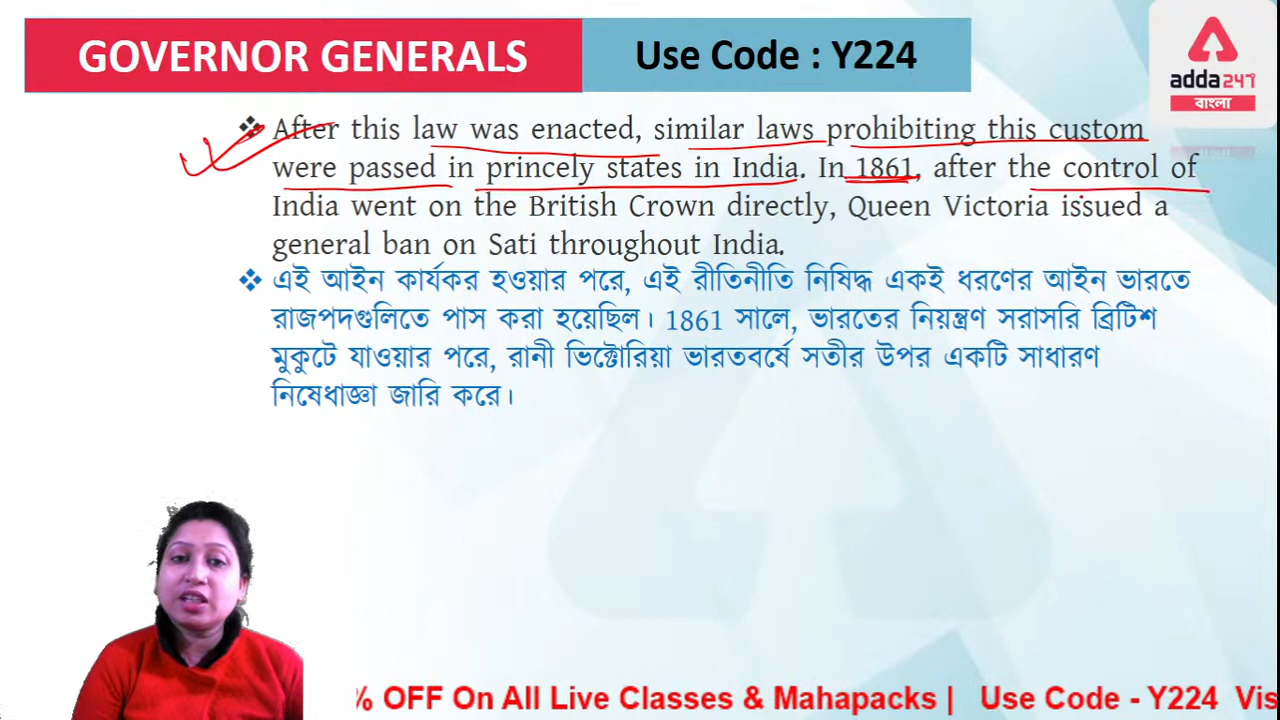 GOVERNOR GENERALS
Use Code : Y224
adda247
বাংলা
After this law was enacted, similar laws prohibiting this custom
were passed in princely states in India. In 1861, after the control of
India went on the British Crown directly, Queen Victoria issued a
general ban on Sati throughout India.
এই আইন কার্যকর হওয়ার পরে, এই রীতিনীতি নিষিদ্ধ একই ধরণের আইন ভারতে
রাজপদগুলিতে পাস করা হয়েছিল। 1861 সালে, ভারতের নিয়ন্ত্রণ সরাসরি ব্রিটিশ
মুকুটে যাওয়ার পরে, রানী ভিক্টোরিয়া ভারতবর্ষে সতীর উপর একটি সাধারণ
নিষেধাজ্ঞা জারি করে।
% OFF On All Live Classes & Mahapacks | Use Code - Y224 Vis